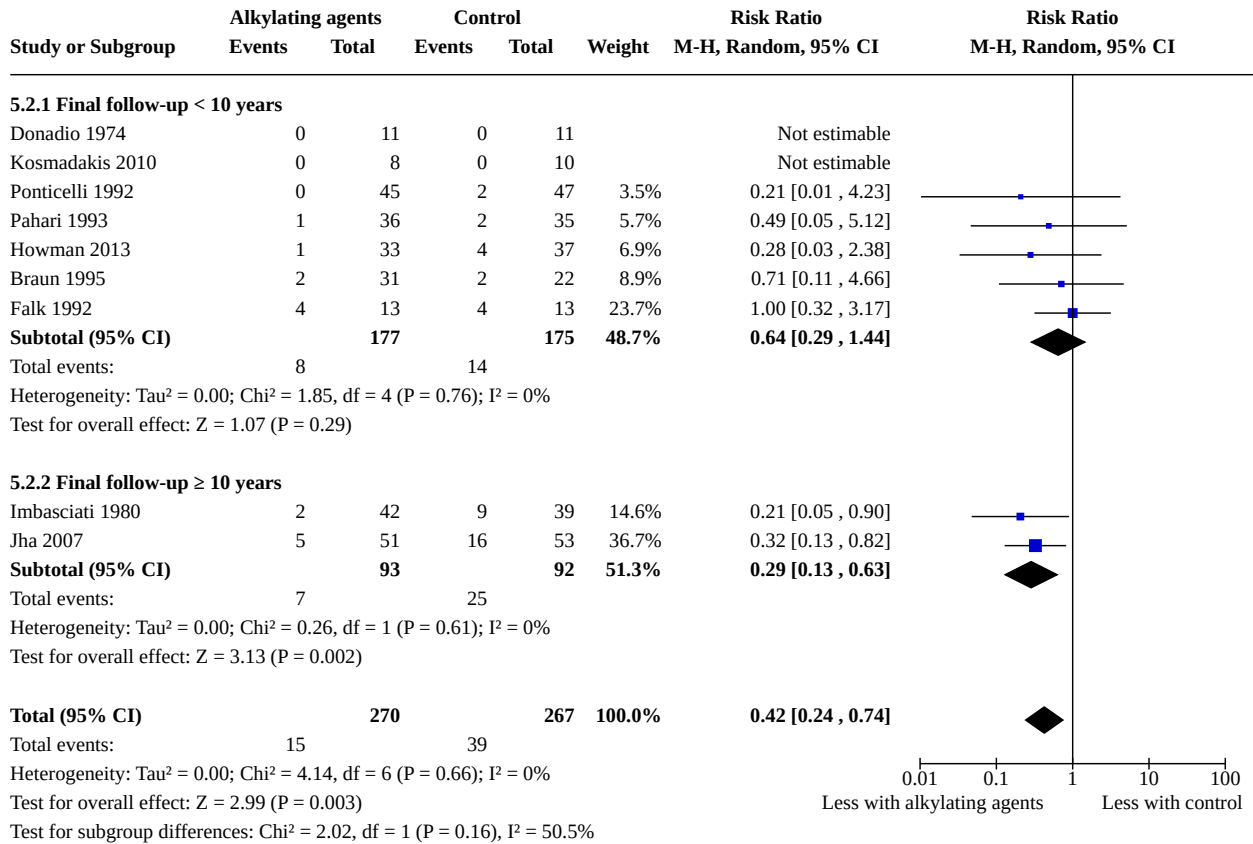 Alkylating agents Control Risk Ratio Risk Ratio
Study or Subgroup Events Total Events Total Weight M-H, Random, 95% CI M-H, Random, 95% CI
5.2.1 Final follow-up < 10 years
Donadio 1974 0 11 0 11 Not estimable
Kosmadakis 2010 0 8 0 10 Not estimable
Ponticelli 1992 0 45 2 47 3.5% 0.21 [0.01 , 4.23]
Pahari 1993 1 36 2 35 5.7% 0.49 [0.05 , 5.12]
Howman 2013 1 33 4 37 6.9% 0.28 [0.03 , 2.38]
Braun 1995 2 31 2 22 8.9% 0.71 [0.11 , 4.66]
Falk 1992 4 13 4 13 23.7% 1.00 [0.32 , 3.17]
Subtotal (95% CI) 177 175 48.7% 0.64 [0.29 , 1.44]
Total events: 8 14
Heterogeneity: Tau² = 0.00; Chi² = 1.85, df = 4 (P = 0.76); I² = 0%
Test for overall effect: Z = 1.07 (P = 0.29)
5.2.2 Final follow-up ≥ 10 years
Imbasciati 1980 2 42 9 39 14.6% 0.21 [0.05 , 0.90]
Jha 2007 5 51 16 53 36.7% 0.32 [0.13 , 0.82]
Subtotal (95% CI) 93 92 51.3% 0.29 [0.13 , 0.63]
Total events: 7 25
Heterogeneity: Tau² = 0.00; Chi² = 0.26, df = 1 (P = 0.61); I² = 0%
Test for overall effect: Z = 3.13 (P = 0.002)
Total (95% CI) 270 267 100.0% 0.42 [0.24 , 0.74]
Total events: 15 39
Heterogeneity: Tau² = 0.00; Chi² = 4.14, df = 6 (P = 0.66); I² = 0%
0.01 0.1 1 10 100
Test for overall effect: Z = 2.99 (P = 0.003)
Less with alkylating agents Less with control
Test for subgroup differences: Chi² = 2.02, df = 1 (P = 0.16), I² = 50.5%